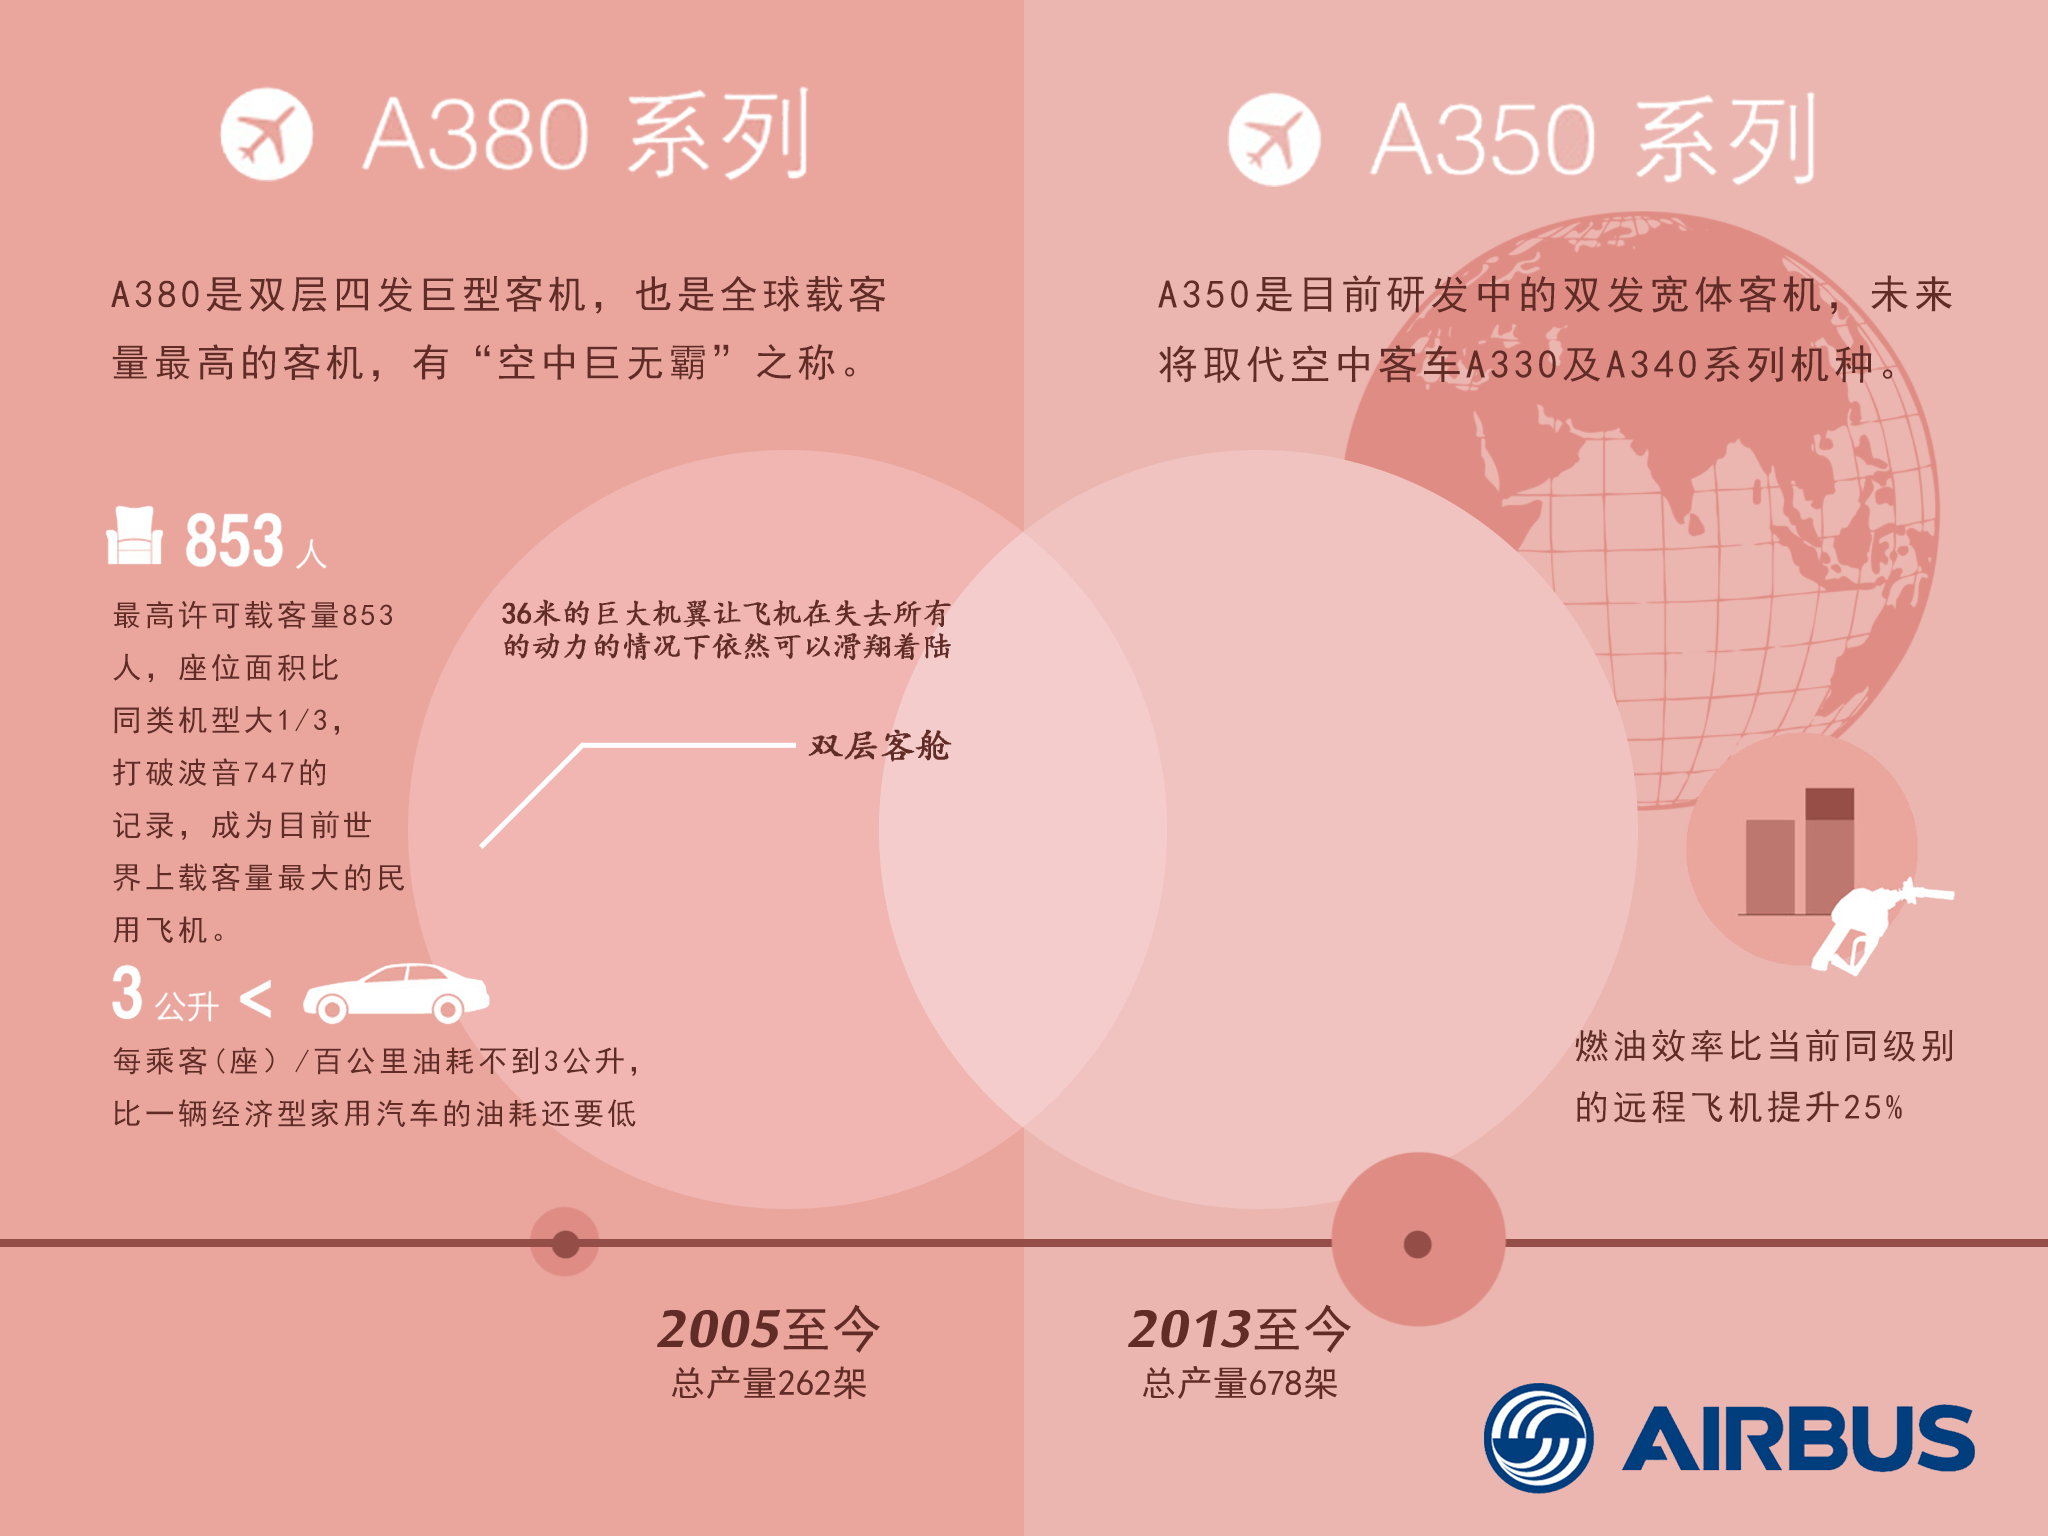 A380 系列
A380是双层四发巨型客机，也是全球载客
量最高的客机，有“空中巨无霸”之称。
853 人
最高许可载客量853
人，座位面积比
同类机型大1/3，
打破波音747的
记录，成为目前世
界上载客量最大的民
用飞机。
36米的巨大机翼让飞机在失去所有
的动力的情况下依然可以滑翔着陆
双层客舱
3 公升 <
每乘客(座）/百公里油耗不到3公升，
比一辆经济型家用汽车的油耗还要低
2005至今
总产量262架
A350 系列
A350是目前研发中的双发宽体客机，未来
将取代空中客车A330及A340系列机种。
燃油效率比当前同级别
的远程飞机提升25%
2013至今
总产量678架
AIRBUS